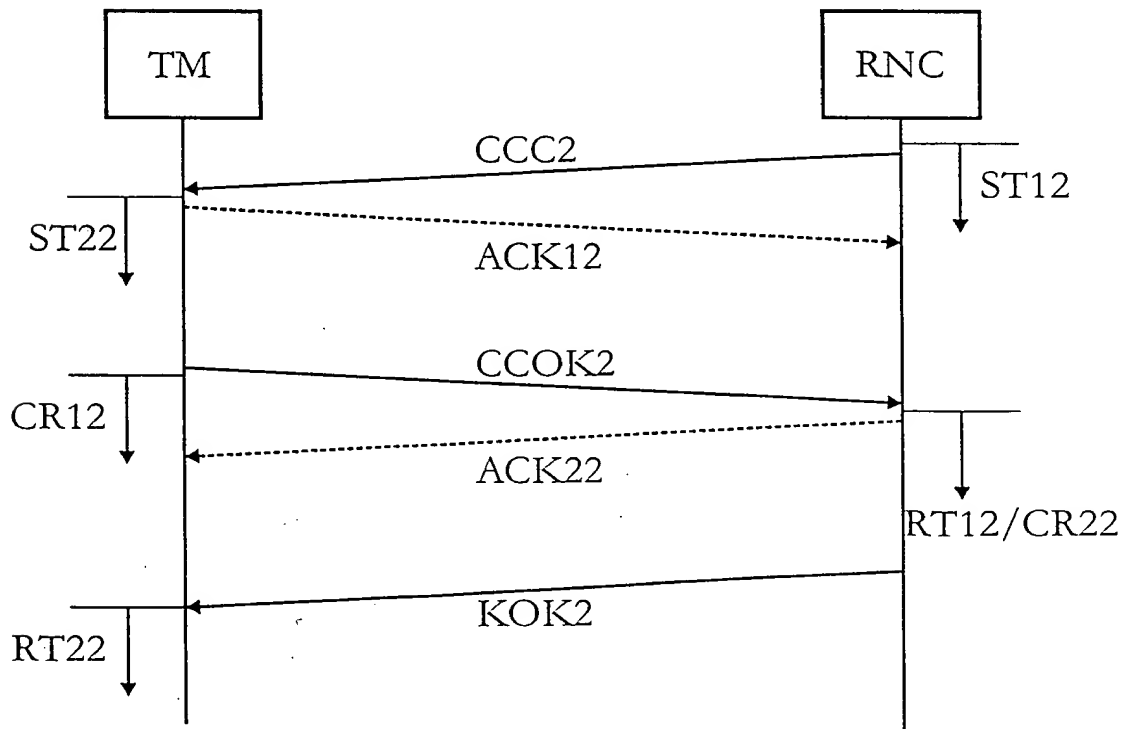 TM
RNC
CCC2
ST12
ST22
ACK12
CCOK2
CR12
ACK22
RT12/CR22
KOK2
RT22